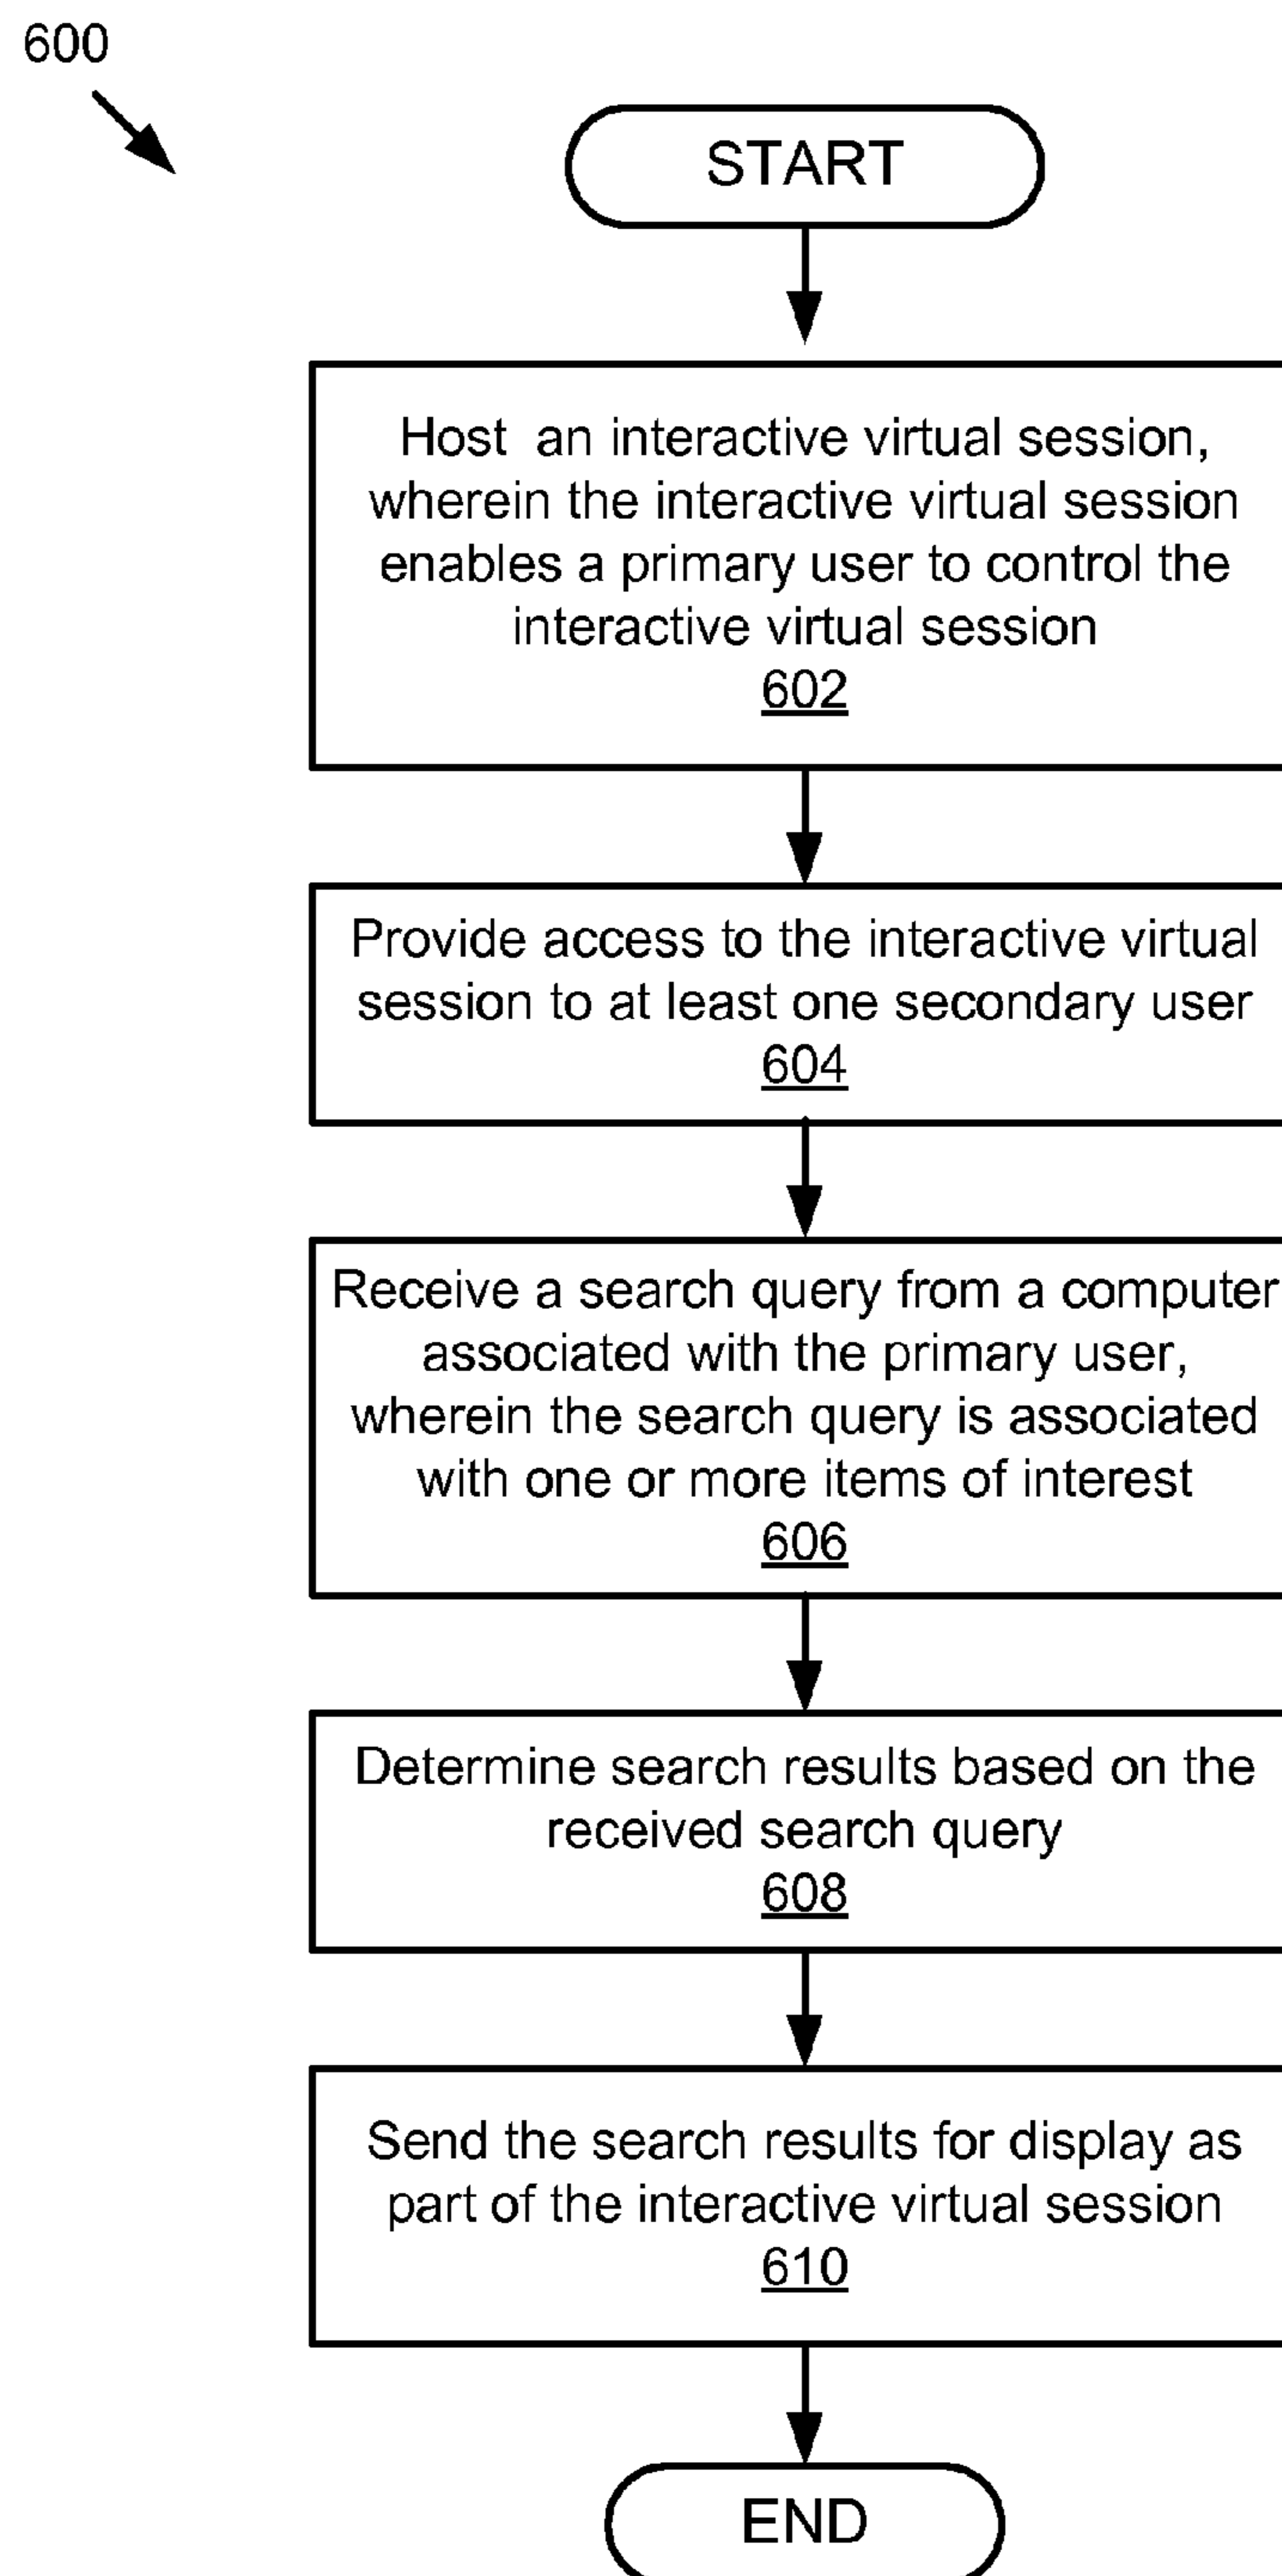 600
START
Host an interactive virtual session,
wherein the interactive virtual session
enables a primary user to control the
interactive virtual session
602
Provide access to the interactive virtual
session to at least one secondary user
604
Receive a search query from a computer
associated with the primary user,
wherein the search query is associated
with one or more items of interest
606
Determine search results based on the
received search query
608
Send the search results for display as
part of the interactive virtual session
610
END